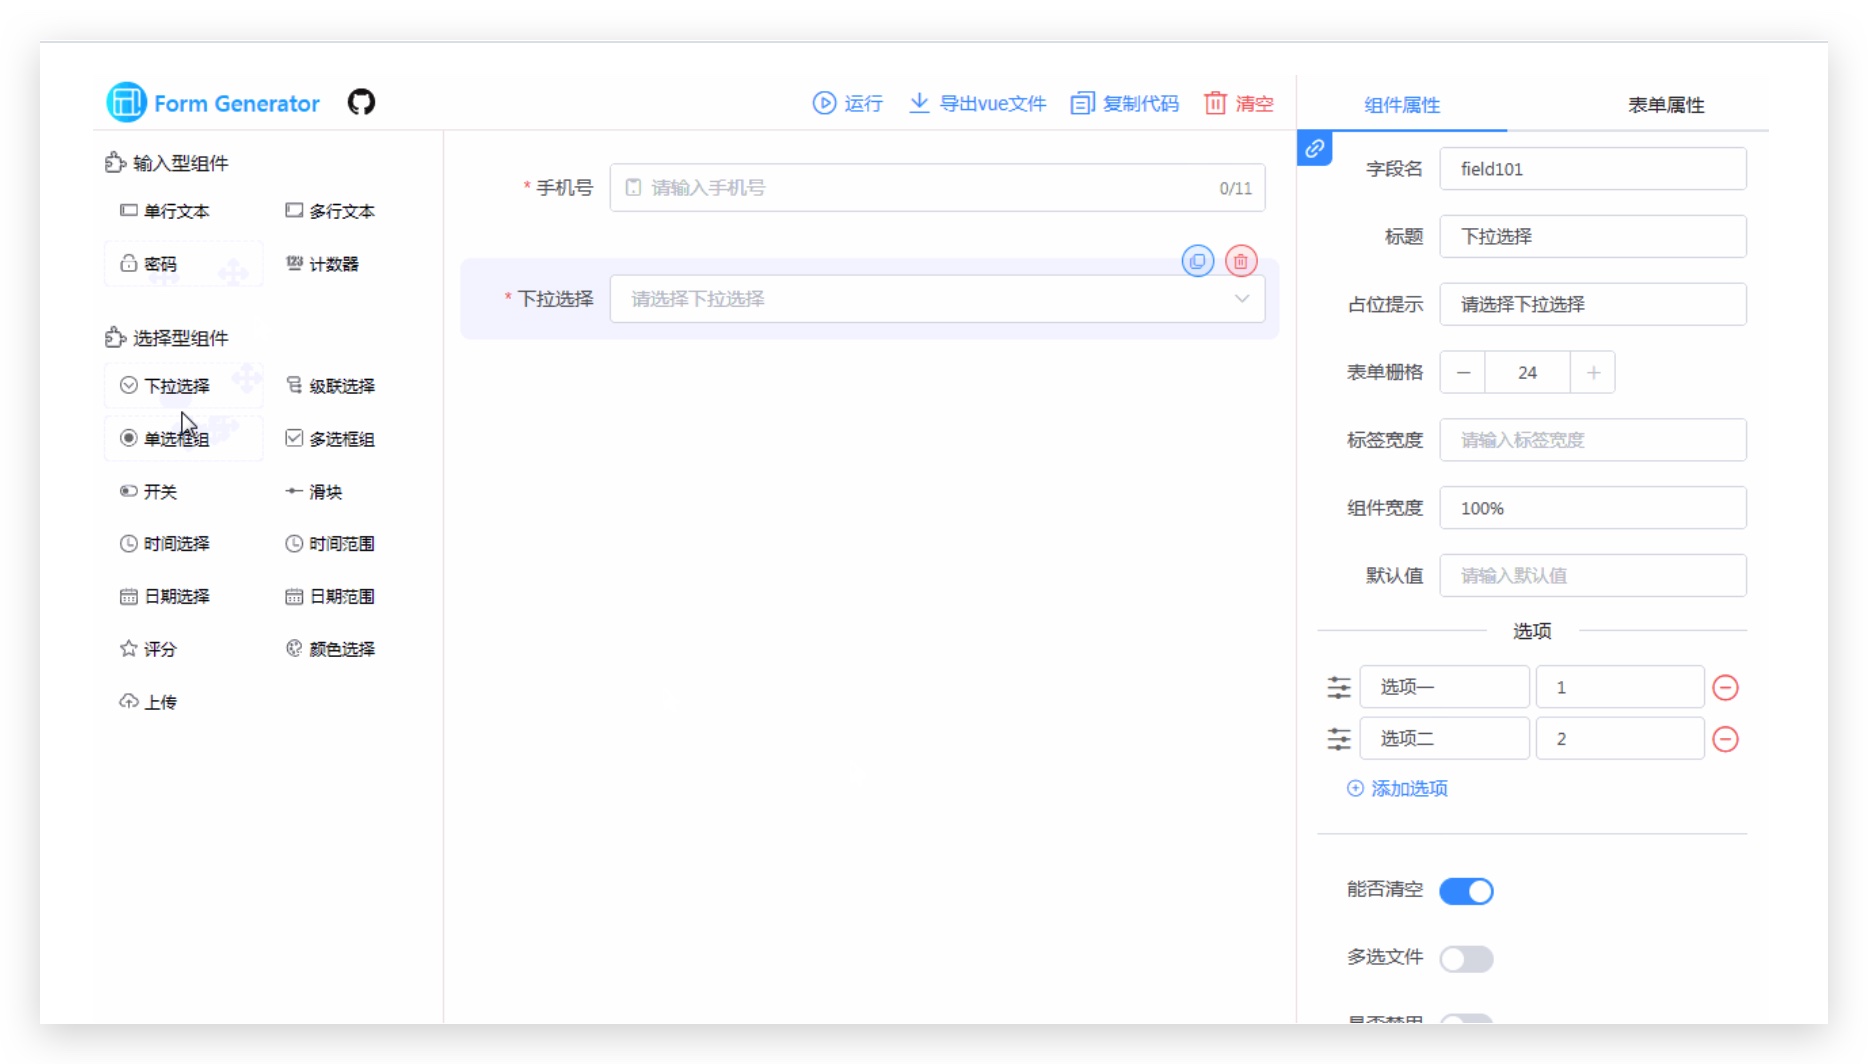 Form Generator
运行 导出vue文件 复制代码 清空
输入型组件
单行文本 多行文本
密码 计数器
选择型组件
下拉选择 级联选择
单选框组 多选框组
开关 滑块
时间选择 时间范围
日期选择 日期范围
评分 颜色选择
上传
* 手机号 请输入手机号 0/11
* 下拉选择 请选择下拉选择
组件属性 表单属性
字段名 field101
标题 下拉选择
占位提示 请选择下拉选择
表单栅格 24
标签宽度 请输入标签宽度
组件宽度 100%
默认值 请输入默认值
选项
选项一 1
选项二 2
添加选项
能否清空
多选文件
是否禁用